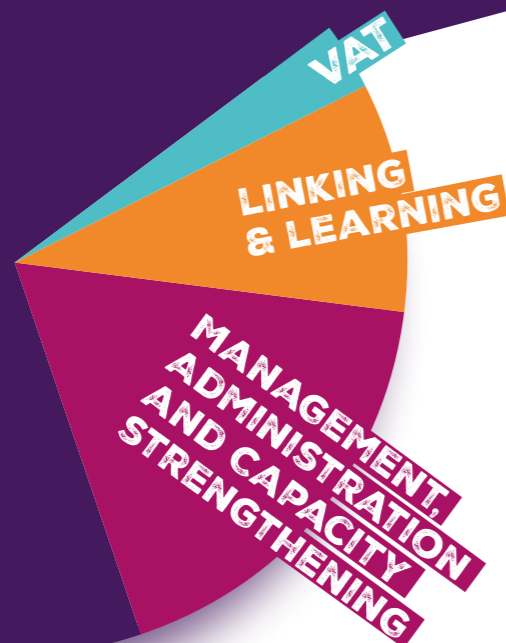 VAT
LINKING
& LEARNING
MANAGEMENT,
ADMINISTRATION
AND CAPACITY
STRENGTHENING